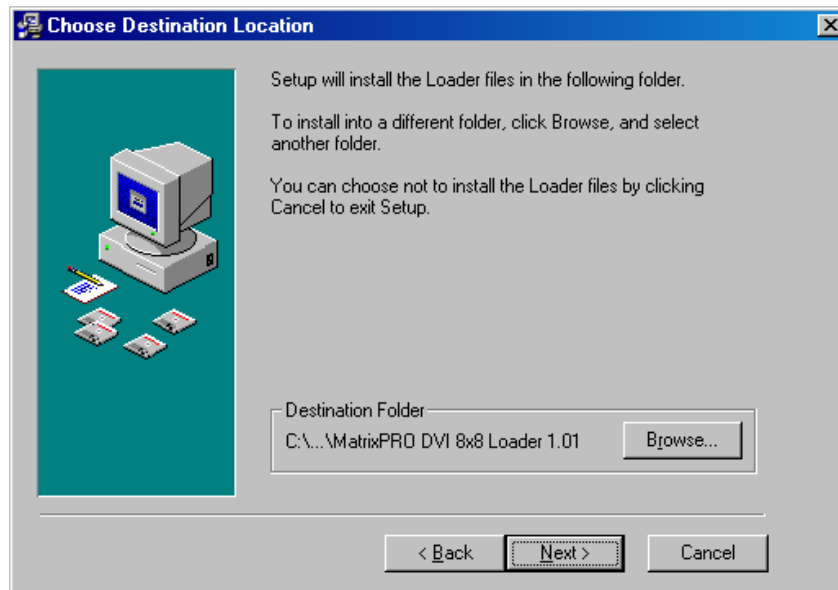 Choose Destination Location
Setup will install the Loader files in the following folder.
To install into a different folder, click Browse, and select
another folder.
You can choose not to install the Loader files by clicking
Cancel to exit Setup.
Destination Folder
C:\...\MatrixPRO DVI 8x8 Loader 1.01
Browse...
< Back
Next >
Cancel